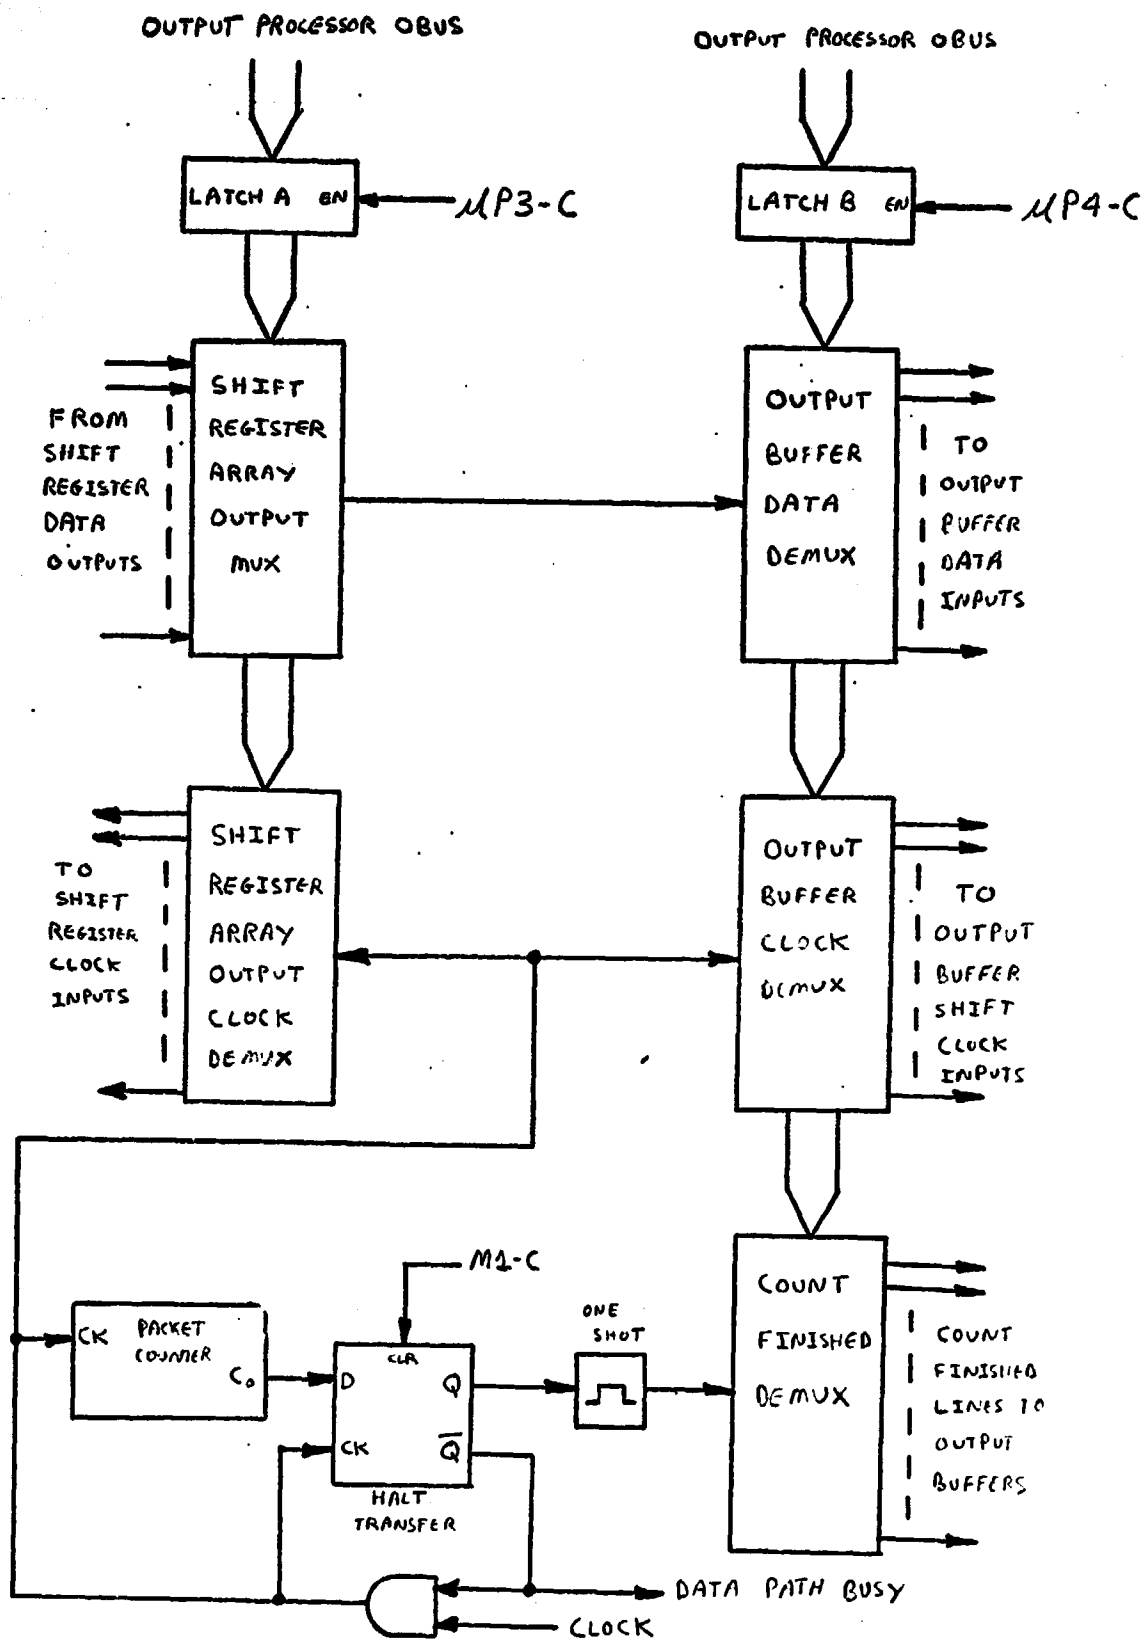 OUTPUT PROCESSOR OBUS
OUTPUT PROCESSOR OBUS
LATCH A EN
μP3-C
LATCH B EN
μP4-C
FROM
SHIFT
REGISTER
DATA
OUTPUTS
SHIFT
REGISTER
ARRAY
OUTPUT
MUX
OUTPUT
BUFFER
DATA
DEMUX
TO
OUTPUT
BUFFER
DATA
INPUTS
TO
SHIFT
REGISTER
CLOCK
INPUTS
SHIFT
REGISTER
ARRAY
OUTPUT
CLOCK
DEMUX
OUTPUT
BUFFER
CLOCK
DEMUX
TO
OUTPUT
BUFFER
SHIFT
CLOCK
INPUTS
M1-C
CK PACKET
COUNTER
Co
CLR
D Q
CK Q̅
HALT
TRANSFER
ONE
SHOT
COUNT
FINISHED
DEMUX
COUNT
FINISHED
LINES TO
OUTPUT
BUFFERS
DATA PATH BUSY
CLOCK